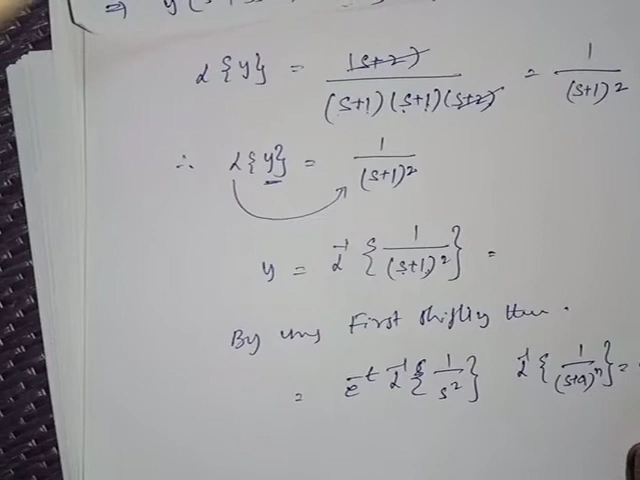 ⇒ y(s
L{y} = (s+2) / (s+1)(s+1)(s+2) = 1 / (s+1)²
∴ L{y} = 1 / (s+1)²
y = L⁻¹ { 1 / (s+1)² } =
By using First shifting then.
= e⁻ᵗ L⁻¹ { 1 / s² } L⁻¹ { 1 / (s+a)ⁿ } =